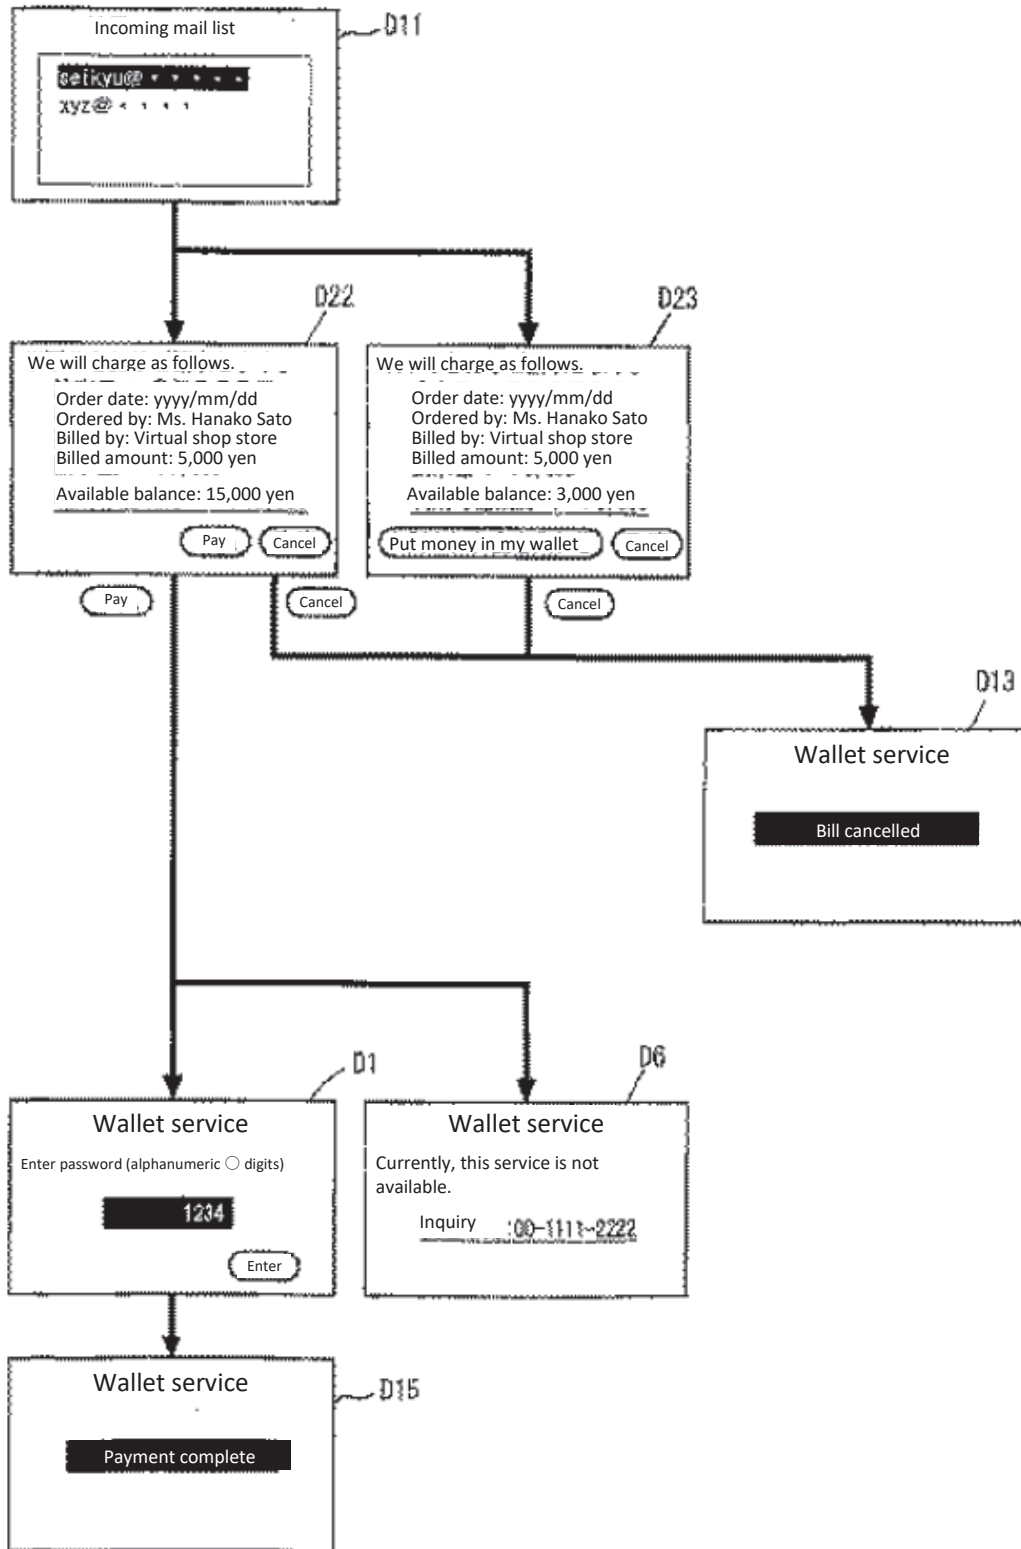 Incoming mail list
D11
seikyu@
xyz@
D22
We will charge as follows.
Order date: yyyy/mm/dd
Ordered by: Ms. Hanako Sato
Billed by: Virtual shop store
Billed amount: 5,000 yen
Available balance: 15,000 yen
Pay
Cancel
D23
We will charge as follows.
Order date: yyyy/mm/dd
Ordered by: Ms. Hanako Sato
Billed by: Virtual shop store
Billed amount: 5,000 yen
Available balance: 3,000 yen
Put money in my wallet
Cancel
Pay
Cancel
Cancel
D13
Wallet service
Bill cancelled
D1
Wallet service
Enter password (alphanumeric ○ digits)
1234
Enter
D6
Wallet service
Currently, this service is not
available.
Inquiry
D15
Wallet service
Payment complete